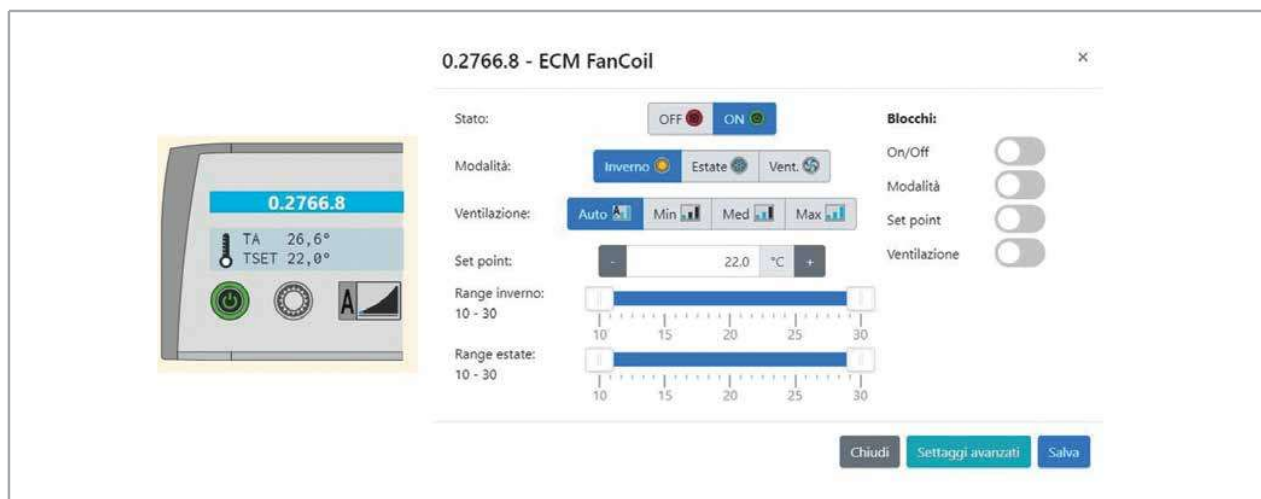 0.2766.8 - ECM FanCoil ×
0.2766.8
TA 26,6°
TSET 22,0°
A
Stato: OFF ON
Modalità: Inverno Estate Vent.
Ventilazione: Auto A Min Med Max
Set point: - 22.0 °C +
Range inverno:
10 - 30
10 15 20 25 30
Range estate:
10 - 30
10 15 20 25 30
Blocchi:
On/Off
Modalità
Set point
Ventilazione
Chiudi Settaggi avanzati Salva